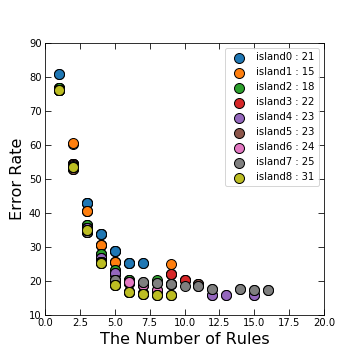 90
80
70
60
50
40
30
20
10
Error Rate
island0 : 21
island1 : 15
island2 : 18
island3 : 22
island4 : 23
island5 : 23
island6 : 24
island7 : 25
island8 : 31
0.0 2.5 5.0 7.5 10.0 12.5 15.0 17.5 20.0
The Number of Rules